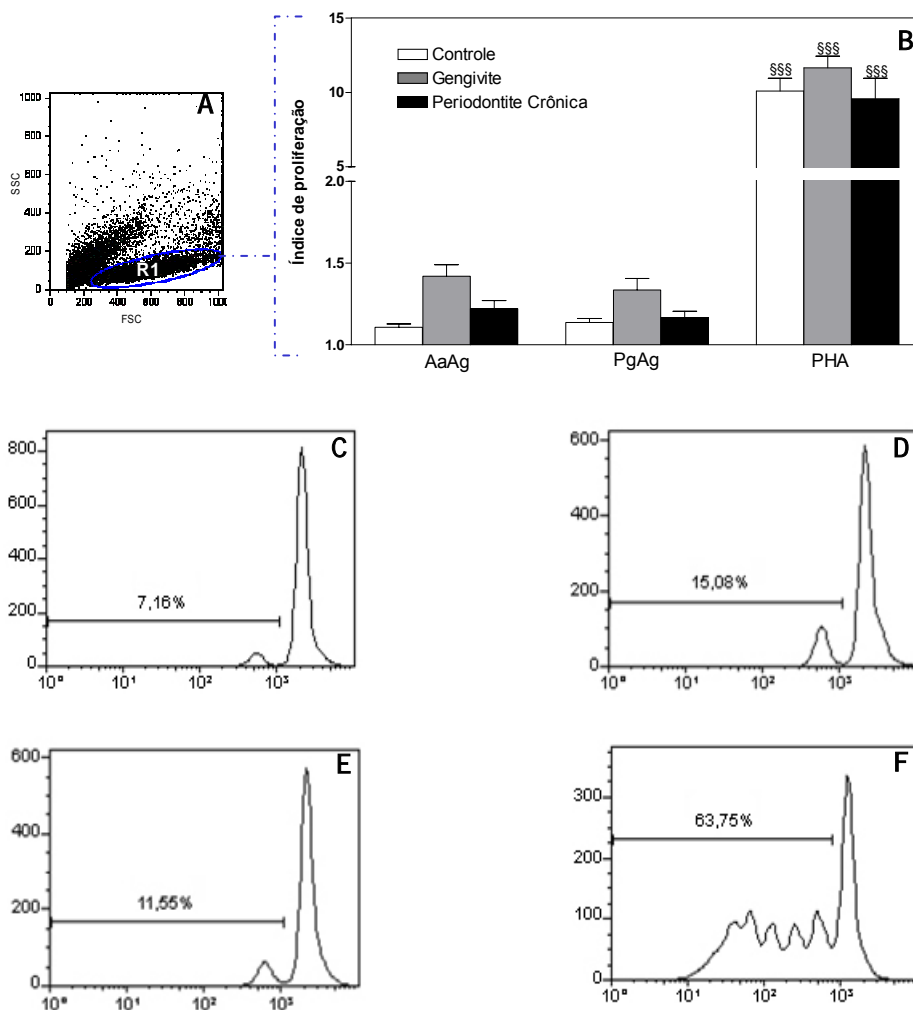 A
1000
800
600
400
200
0
SSC
R1
0 200 400 600 800 1000
FSC
B
Índice de proliferação
15
10
5
2.0
1.5
1.0
Controle
Gengivite
Periodontite Crônica
§§§ §§§ §§§
AaAg PgAg PHA
C
800
600
400
200
0
7,16%
10⁰ 10¹ 10² 10³
D
600
400
200
0
15,08%
10⁰ 10¹ 10² 10³
E
600
400
200
0
11,55%
10⁰ 10¹ 10² 10³
F
300
200
100
0
63,75%
10⁰ 10¹ 10² 10³